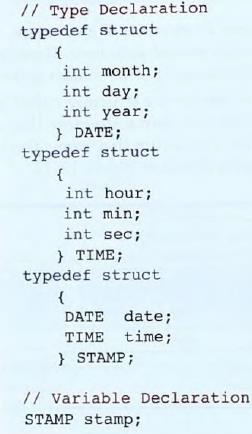 // Type Declaration
typedef struct
{
int month;
int day;
int year;
} DATE;
typedef struct
{
int hour;
int min;
int sec;
} TIME;
typedef struct
{
DATE date;
TIME time;
} STAMP;
// Variable Declaration
STAMP stamp;